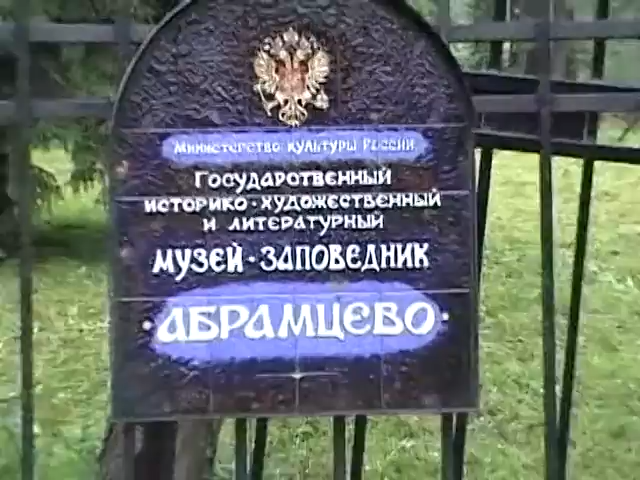 Министерство культуры России
Государственный
историко·художественный
и литературный
музей·заповедник
·Абрамцево·